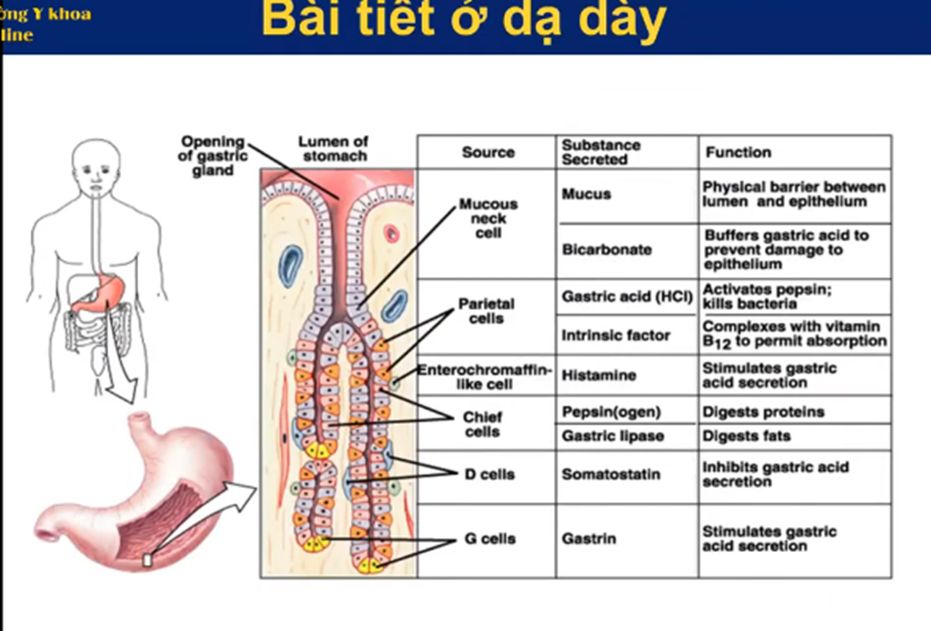 Y khoa
line
Bài tiết ở dạ dày
Opening
of gastric
gland
Lumen of
stomach
Source
Substance
Secreted
Function
Mucous
neck
cell
Mucus
Physical barrier between
lumen and epithelium
Bicarbonate
Buffers gastric acid to
prevent damage to
epithelium
Parietal
cells
Gastric acid (HCl)
Activates pepsin;
kills bacteria
Intrinsic factor
Complexes with vitamin
B12 to permit absorption
Enterochromaffin-
like cell
Histamine
Stimulates gastric
acid secretion
Chief
cells
Pepsin(ogen)
Digests proteins
Gastric lipase
Digests fats
D cells
Somatostatin
Inhibits gastric acid
secretion
G cells
Gastrin
Stimulates gastric
acid secretion